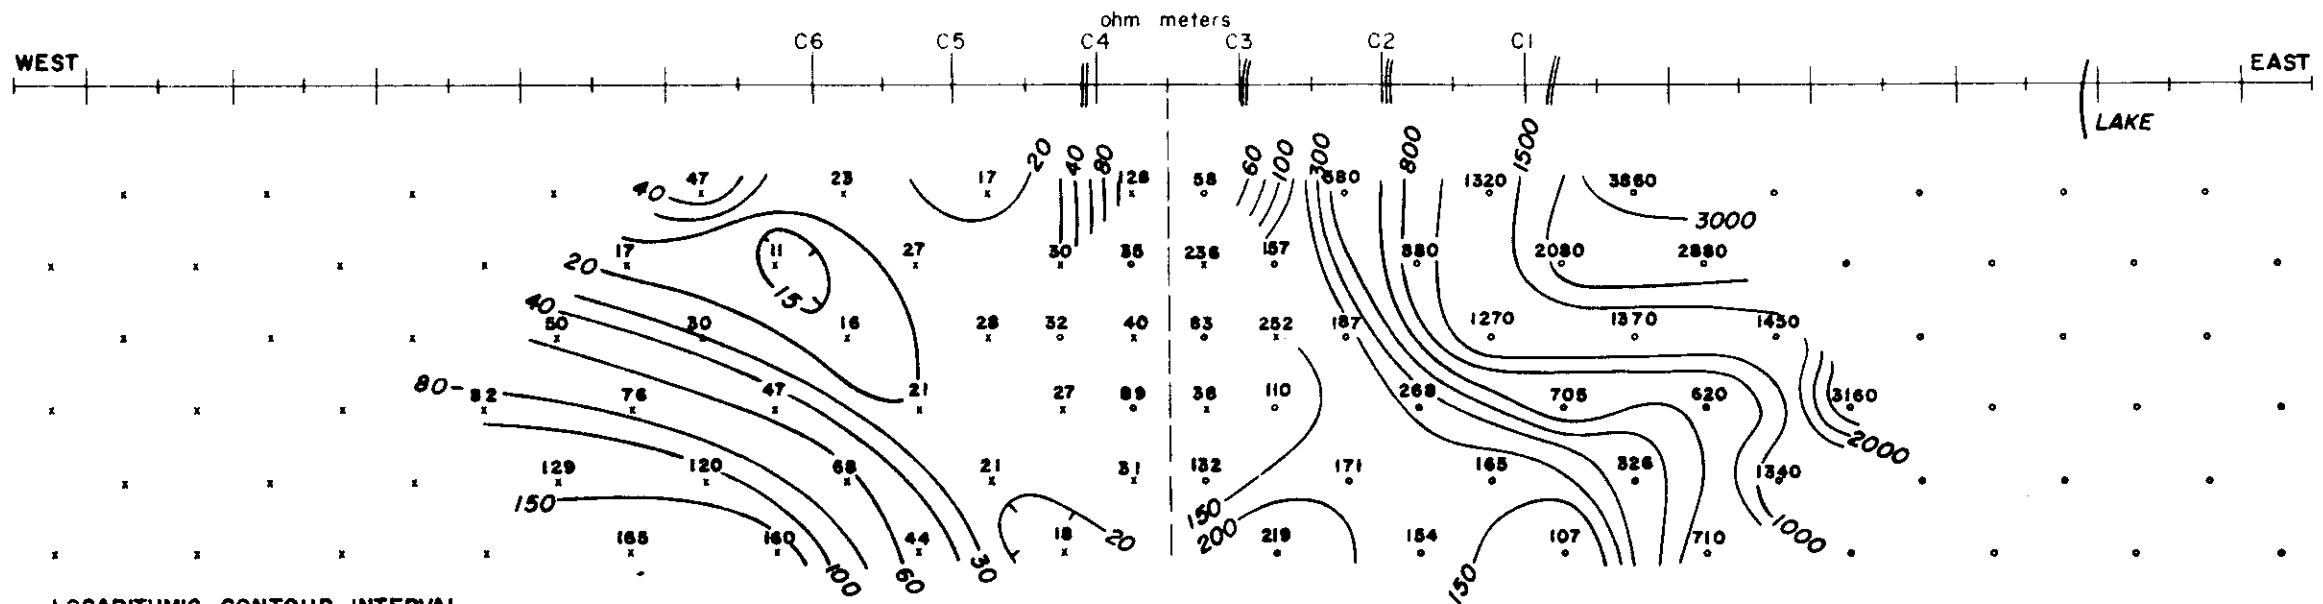 ohm meters
C6 C5 C4 C3 C2 C1
WEST EAST
LAKE
20 40 80 60 100 300 800 1500
40 47 23 17 128 58 580 1320 3860
3000
17 11 27 30 35 236 157 880 2080 2880
20
15
40
50 30 16 28 32 40 63 252 187 1270 1370 1450
80
82 76 47 21 27 89 38 110 268 705 620 3160
2000
129 120 68 21 31 132 171 165 326 1340
150 150
165 160 44 18 20 200 219 154 107 710 1000
100 60 30 150
LOGARITHMIC CONTOUR INTERVAL